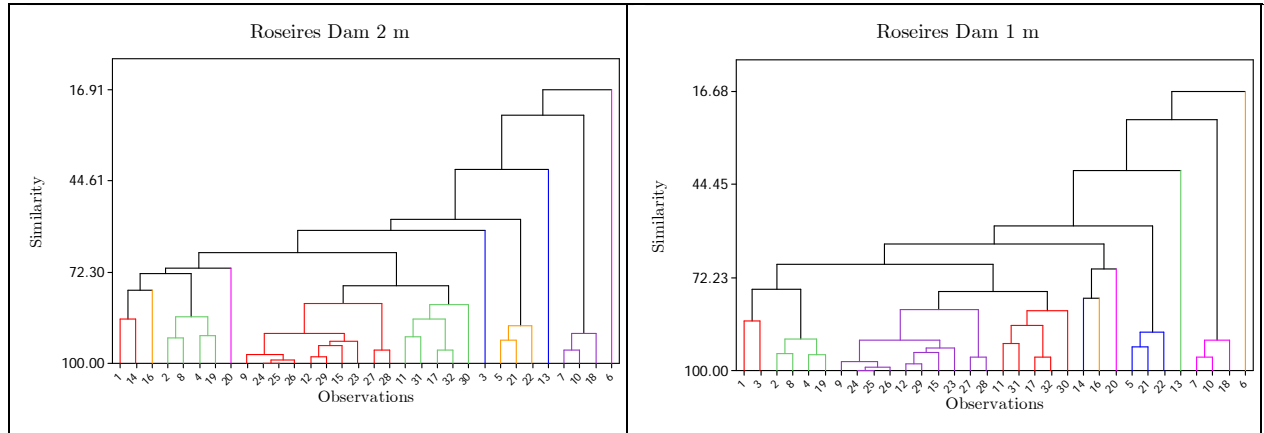 Roseires Dam 2 m
Similarity
16.91
44.61
72.30
100.00
1 14 16 2 8 4 19 20 9 24 25 26 12 29 15 23 27 28 11 31 17 32 30 3 5 21 22 13 7 10 18 6
Observations
Roseires Dam 1 m
Similarity
16.68
44.45
72.23
100.00
1 3 2 8 4 19 9 24 25 26 12 29 15 23 27 28 11 31 17 32 30 14 16 20 5 21 22 13 7 10 18 6
Observations